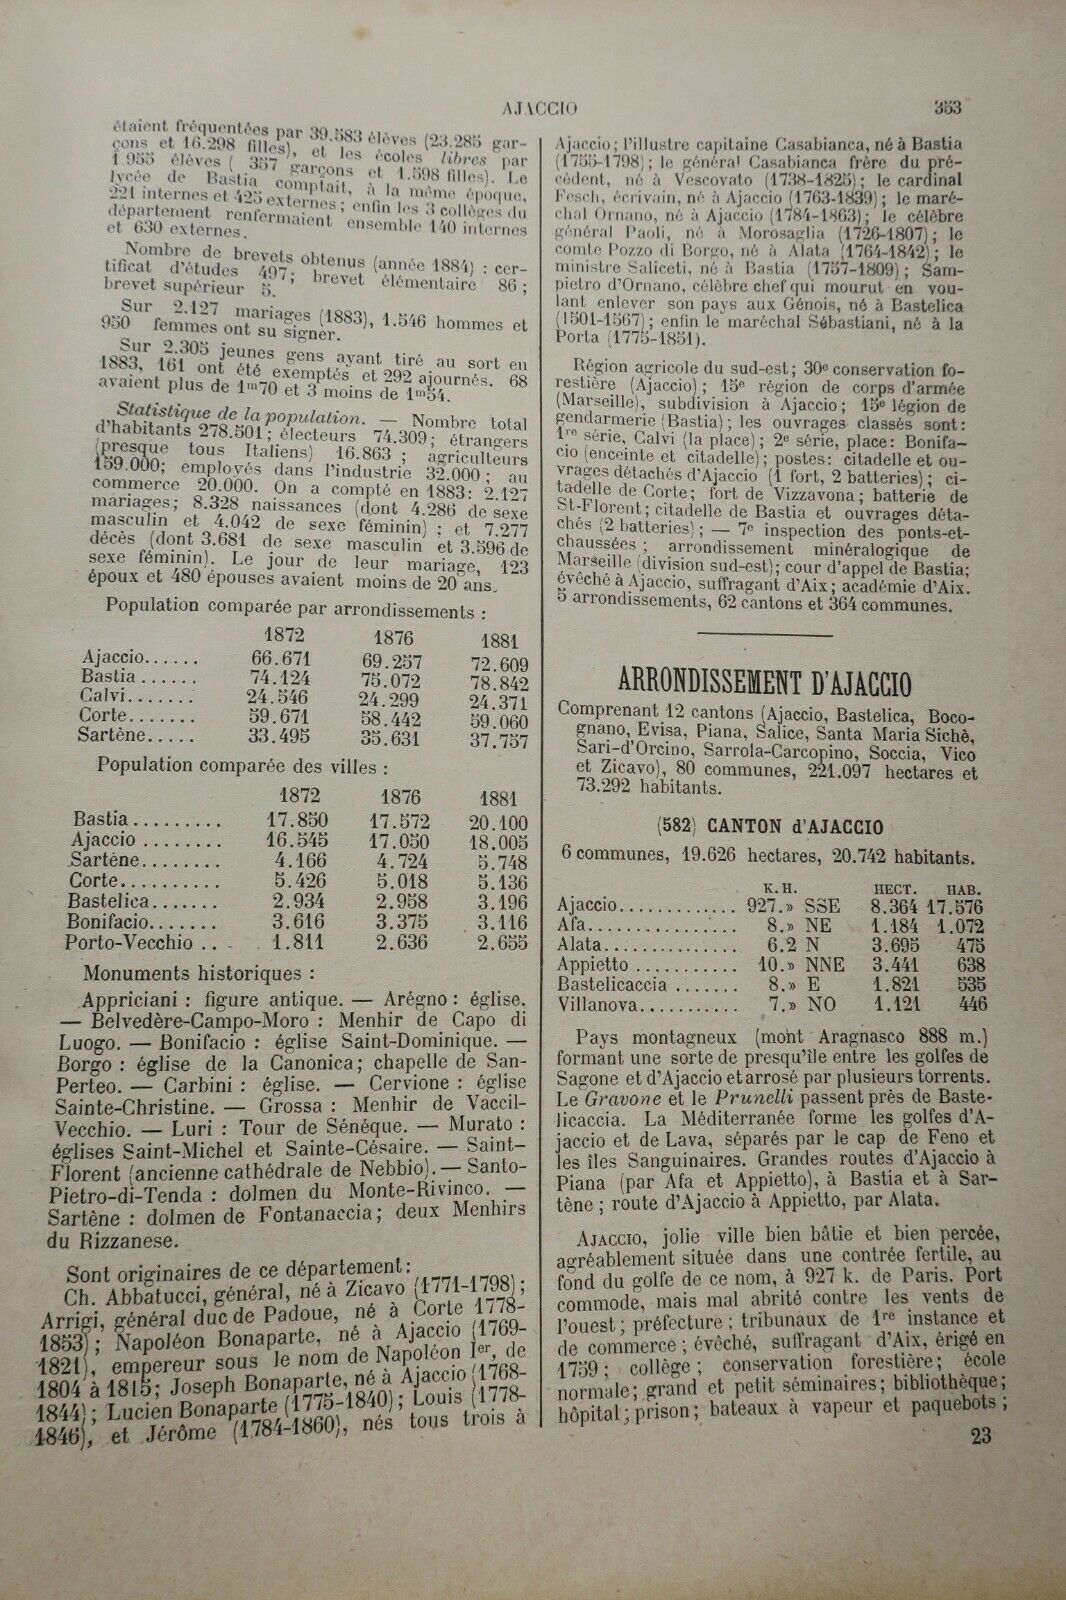 AJACCIO
353
étaient fréquentées par 39.583 élèves (23.285 gar-
çons et 16.298 filles), et les écoles libres par
1.955 élèves ( 357 garçons et 1.598 filles). Le
lycée de Bastia comptait, à la même époque,
221 internes et 425 externes; enfin les 3 collèges du
département renfermaient ensemble 140 internes
et 630 externes.
Nombre de brevets obtenus (année 1884) : cer-
tificat d'études 497; brevet élémentaire 86 ;
brevet supérieur 5.
Sur 2.127 mariages (1883), 1.546 hommes et
950 femmes ont su signer.
Sur 2.305 jeunes gens ayant tiré au sort en
1883, 161 ont été exemptés et 292 ajournés. 68
avaient plus de 1m70 et 3 moins de 1m54.
Statistique de la population. — Nombre total
d'habitants 278.501; électeurs 74.309; étrangers
(presque tous Italiens) 16.863 ; agriculteurs
159.000; employés dans l'industrie 32.000 ; au
commerce 20.000. On a compté en 1883: 2.127
mariages; 8.328 naissances (dont 4.286 de sexe
masculin et 4.042 de sexe féminin) ; et 7.277
décès (dont 3.681 de sexe masculin et 3.596 de
sexe féminin). Le jour de leur mariage, 123
époux et 480 épouses avaient moins de 20 ans.
Population comparée par arrondissements :
1872 1876 1881
Ajaccio...... 66.671 69.257 72.609
Bastia ...... 74.124 75.072 78.842
Calvi....... 24.546 24.299 24.371
Corte....... 59.671 58.442 59.060
Sartène..... 33.495 35.631 37.757
Population comparée des villes :
1872 1876 1881
Bastia ......... 17.850 17.572 20.100
Ajaccio ........ 16.545 17.050 18.005
Sartène........ 4.166 4.724 5.748
Corte.......... 5.426 5.018 5.136
Bastelica....... 2.934 2.958 3.196
Bonifacio....... 3.616 3.375 3.116
Porto-Vecchio .. . 1.811 2.636 2.655
Monuments historiques :
Appriciani : figure antique. — Arégno : église.
— Belvedère-Campo-Moro : Menhir de Capo di
Luogo. — Bonifacio : église Saint-Dominique. —
Borgo : église de la Canonica; chapelle de San-
Perteo. — Carbini : église. — Cervione : église
Sainte-Christine. — Grossa : Menhir de Vaccil-
Vecchio. — Luri : Tour de Sénéque. — Murato :
églises Saint-Michel et Sainte-Césaire. — Saint-
Florent (ancienne cathédrale de Nebbio). — Santo-
Pietro-di-Tenda : dolmen du Monte-Rivinco. —
Sartène : dolmen de Fontanaccia; deux Menhirs
du Rizzanese.
Sont originaires de ce département :
Ch. Abbatucci, général, né à Zicavo (1771-1798);
Arrigi, général duc de Padoue, né à Corte 1778-
1853) ; Napoléon Bonaparte, né à Ajaccio (1769-
1821), empereur sous le nom de Napoléon Ier, de
1804 à 1815; Joseph Bonaparte, né à Ajaccio (1768-
1844) ; Lucien Bonaparte (1775-1840) ; Louis (1778-
1846), et Jérôme (1784-1860), nés tous trois à
Ajaccio ; l'illustre capitaine Casabianca, né à Bastia
(1755-1798) ; le général Casabianca frère du pré-
cédent, né à Vescovato (1738-1825); le cardinal
Fesch, écrivain, né à Ajaccio (1763-1839) ; le maré-
chal Ornano, né à Ajaccio (1784-1863) ; le célèbre
général Paoli, né à Morosaglia (1726-1807) ; le
comte Pozzo di Borgo, né à Alata (1764-1842) ; le
ministre Saliceti, né à Bastia (1757-1809) ; Sam-
pietro d'Ornano, célèbre chef qui mourut en vou-
lant enlever son pays aux Génois, né à Bastelica
(1501-1567) ; enfin le maréchal Sébastiani, né à la
Porta (1775-1851).
Région agricole du sud-est ; 30e conservation fo-
restière (Ajaccio) ; 15e région de corps d'armée
(Marseille), subdivision à Ajaccio ; 15e légion de
gendarmerie (Bastia) ; les ouvrages classés sont :
1re série, Calvi (la place) ; 2e série, place: Bonifa-
cio (enceinte et citadelle) ; postes: citadelle et ou-
vrages détachés d'Ajaccio (1 fort, 2 batteries) ; ci-
tadelle de Corte; fort de Vizzavona ; batterie de
St-Florent ; citadelle de Bastia et ouvrages déta-
chés (2 batteries) ; — 7e inspection des ponts-et-
chaussées ; arrondissement minéralogique de
Marseille (division sud-est); cour d'appel de Bastia;
évêché à Ajaccio, suffragant d'Aix; académie d'Aix.
5 arrondissements, 62 cantons et 364 communes.
ARRONDISSEMENT D'AJACCIO
Comprenant 12 cantons (Ajaccio, Bastelica, Boco-
gnano, Evisa, Piana, Salice, Santa Maria Sichè,
Sari-d'Orcino, Sarrola-Carcopino, Soccia, Vico
et Zicavo), 80 communes, 221.097 hectares et
73.292 habitants.
(582) CANTON d'AJACCIO
6 communes, 19.626 hectares, 20.742 habitants.
K. H. HECT. HAB.
Ajaccio............. 927.» SSE 8.364 17.576
Afa................ 8.» NE 1.184 1.072
Alata............... 6.2 N 3.695 475
Appietto ........... 10.» NNE 3.441 638
Bastelicaccia ....... 8.» E 1.821 535
Villanova........... 7.» NO 1.121 446
Pays montagneux (mont Aragnasco 888 m.)
formant une sorte de presqu'île entre les golfes de
Sagone et d'Ajaccio et arrosé par plusieurs torrents.
Le Gravone et le Prunelli passent près de Baste-
licaccia. La Méditerranée forme les golfes d'A-
jaccio et de Lava, séparés par le cap de Feno et
les îles Sanguinaires. Grandes routes d'Ajaccio à
Piana (par Afa et Appietto), à Bastia et à Sar-
tène ; route d'Ajaccio à Appietto, par Alata.
AJACCIO, jolie ville bien bâtie et bien percée,
agréablement située dans une contrée fertile, au
fond du golfe de ce nom, à 927 k. de Paris. Port
commode, mais mal abrité contre les vents de
l'ouest ; préfecture ; tribunaux de 1re instance et
de commerce ; évêché, suffragant d'Aix, érigé en
1759 ; collège ; conservation forestière ; école
normale ; grand et petit séminaires ; bibliothèque ;
hôpital ; prison ; bateaux à vapeur et paquebots ;
23